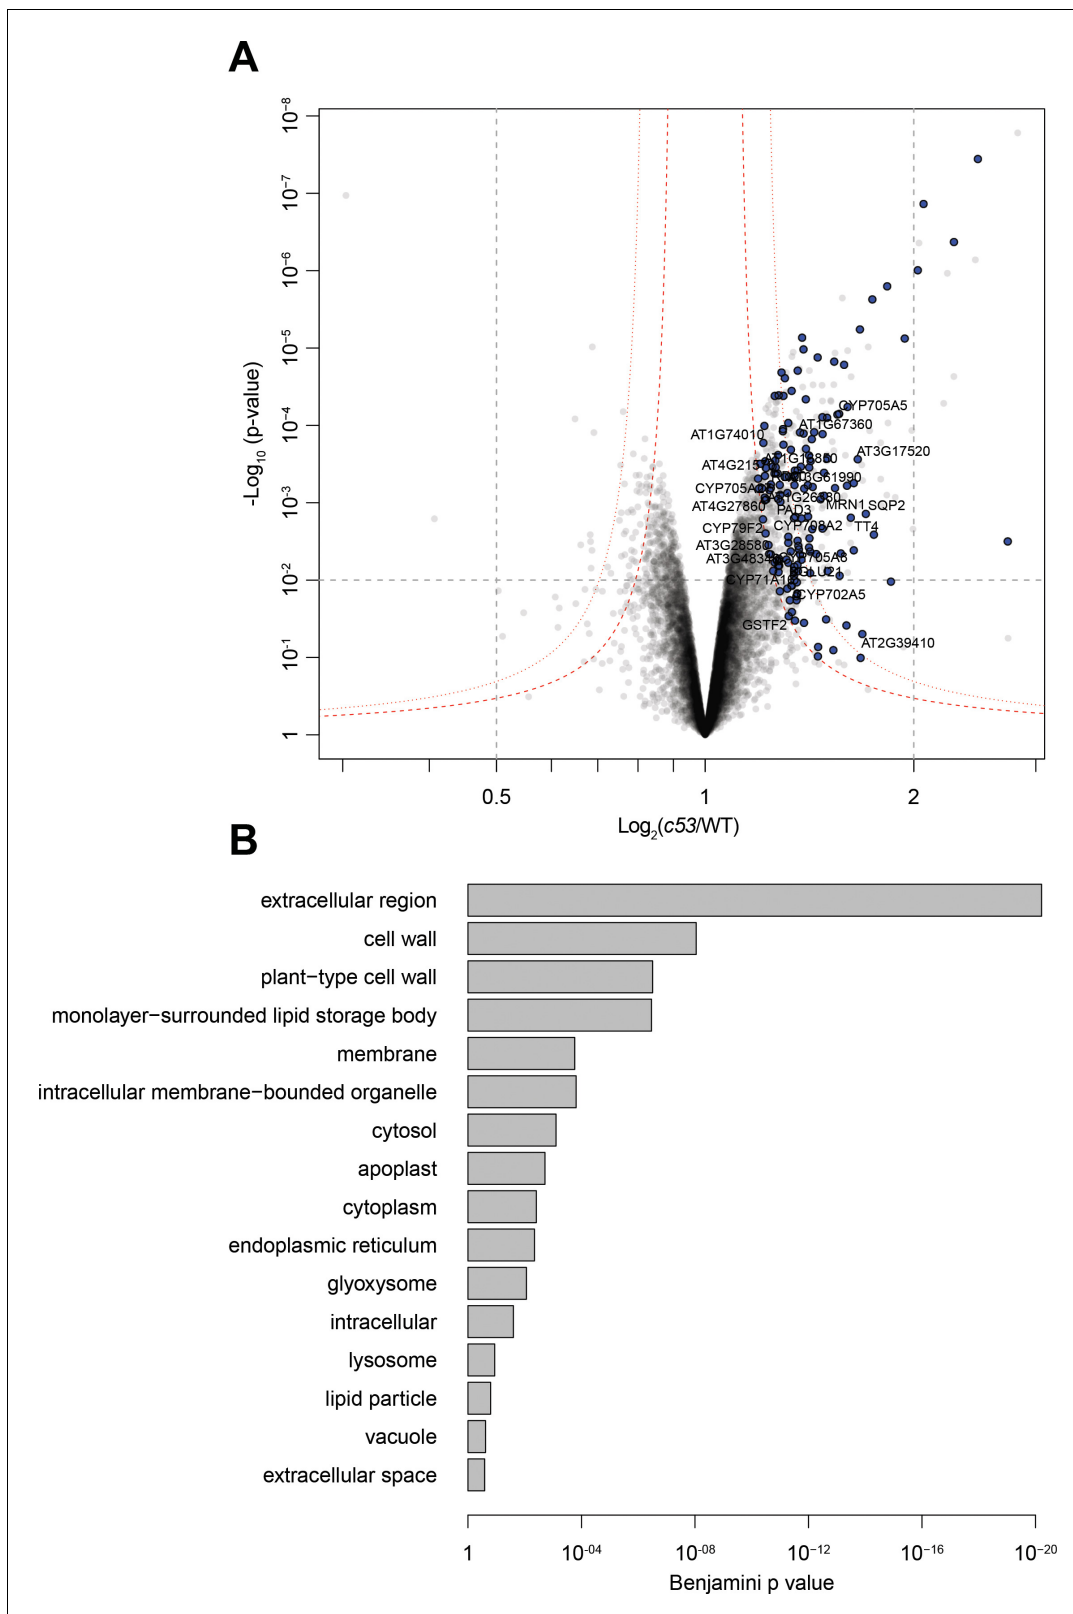 A
10⁻⁸
10⁻⁷
10⁻⁶
10⁻⁵
10⁻⁴
10⁻³
10⁻²
10⁻¹
1
-Log₁₀ (p-value)
CYP705A5
AT1G67360
AT1G74010
AT3G17520
AT4G215
AT3G61990
CYP705A
AT4G27860
PAD3
MRN1
SQP2
CYP79F2
CYP708A2
TT4
AT3G28580
AT3G4834
CYP71A1
CYP702A5
GSTF2
AT2G39410
0.5
1
2
Log₂(c53/WT)
B
extracellular region
cell wall
plant−type cell wall
monolayer−surrounded lipid storage body
membrane
intracellular membrane−bounded organelle
cytosol
apoplast
cytoplasm
endoplasmic reticulum
glyoxysome
intracellular
lysosome
lipid particle
vacuole
extracellular space
1
10⁻⁰⁴
10⁻⁰⁸
10⁻¹²
10⁻¹⁶
10⁻²⁰
Benjamini p value